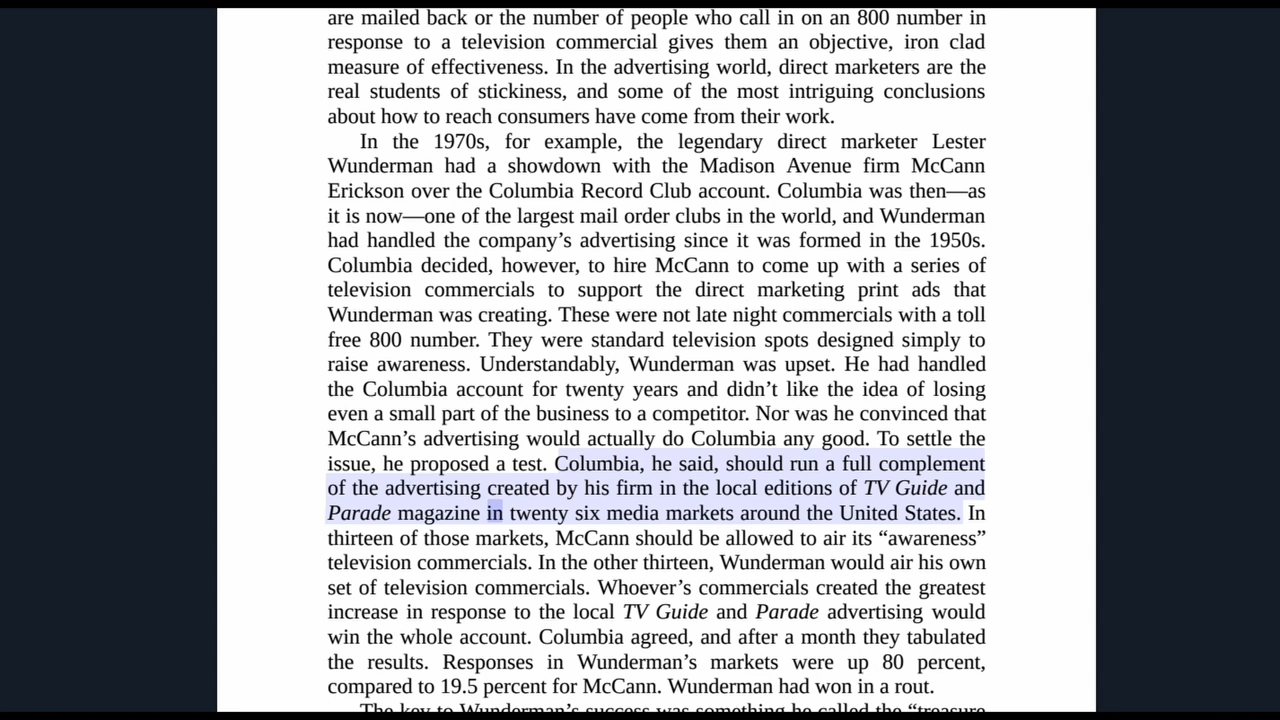 are mailed back or the number of people who call in on an 800 number in
response to a television commercial gives them an objective, iron clad
measure of effectiveness. In the advertising world, direct marketers are the
real students of stickiness, and some of the most intriguing conclusions
about how to reach consumers have come from their work.
In the 1970s, for example, the legendary direct marketer Lester
Wunderman had a showdown with the Madison Avenue firm McCann
Erickson over the Columbia Record Club account. Columbia was then—as
it is now—one of the largest mail order clubs in the world, and Wunderman
had handled the company’s advertising since it was formed in the 1950s.
Columbia decided, however, to hire McCann to come up with a series of
television commercials to support the direct marketing print ads that
Wunderman was creating. These were not late night commercials with a toll
free 800 number. They were standard television spots designed simply to
raise awareness. Understandably, Wunderman was upset. He had handled
the Columbia account for twenty years and didn’t like the idea of losing
even a small part of the business to a competitor. Nor was he convinced that
McCann’s advertising would actually do Columbia any good. To settle the
issue, he proposed a test. Columbia, he said, should run a full complement
of the advertising created by his firm in the local editions of TV Guide and
Parade magazine in twenty six media markets around the United States. In
thirteen of those markets, McCann should be allowed to air its “awareness”
television commercials. In the other thirteen, Wunderman would air his own
set of television commercials. Whoever’s commercials created the greatest
increase in response to the local TV Guide and Parade advertising would
win the whole account. Columbia agreed, and after a month they tabulated
the results. Responses in Wunderman’s markets were up 80 percent,
compared to 19.5 percent for McCann. Wunderman had won in a rout.
The key to Wunderman’s success was something he called the “treasure